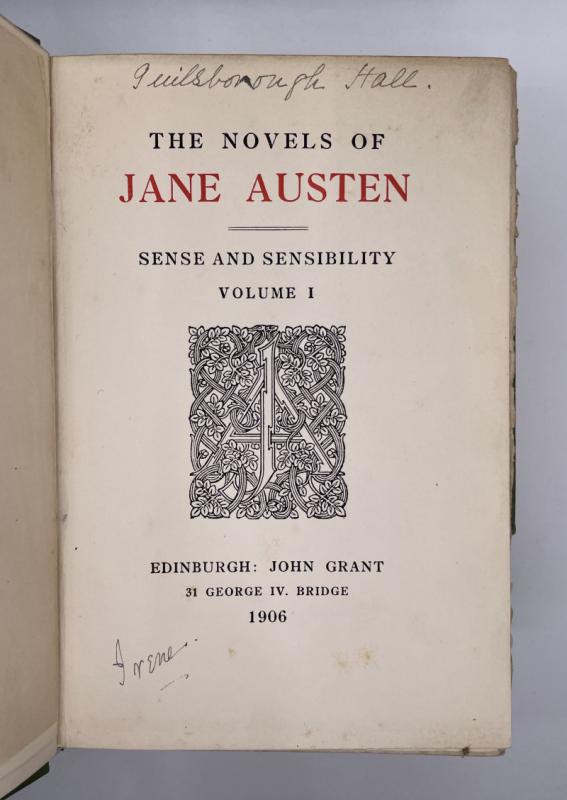 Guilsborough Hall.
THE NOVELS OF
JANE AUSTEN
SENSE AND SENSIBILITY
VOLUME I
JA
EDINBURGH: JOHN GRANT
31 GEORGE IV. BRIDGE
1906
Irene.